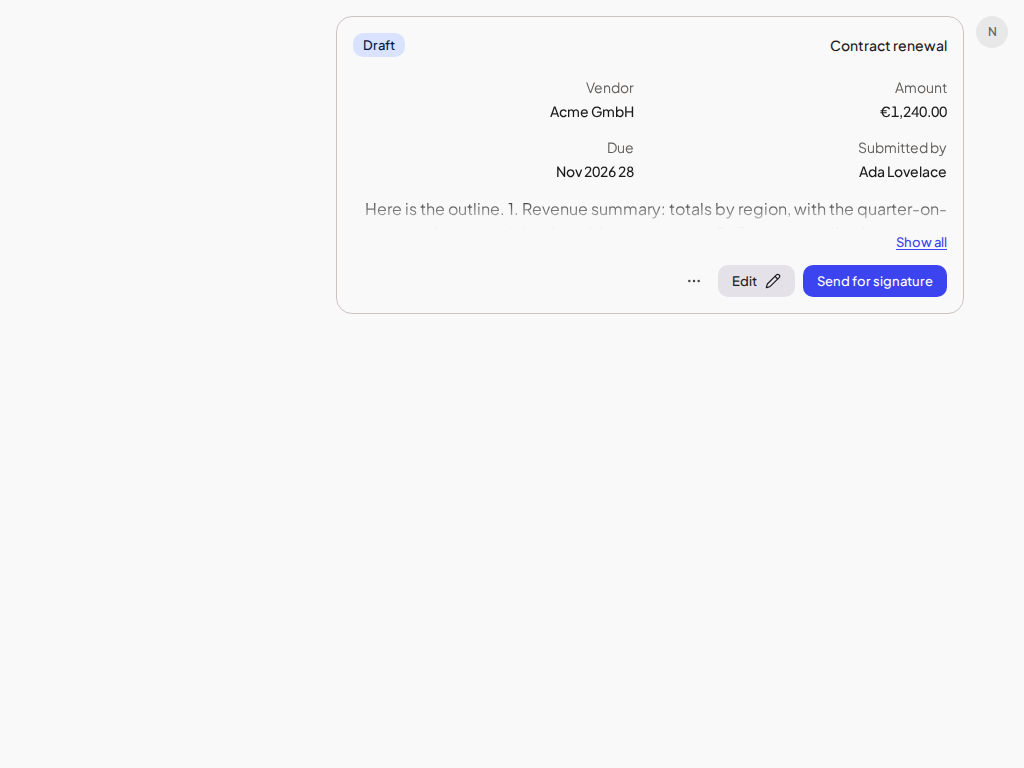 N
Contract renewal
Draft
Amount
€1,240.00
Vendor
Acme GmbH
Submitted by
Ada Lovelace
Due
Nov 2026 28
Here is the outline. 1. Revenue summary: totals by region, with the quarter-on-
Show all
Send for signature
Edit